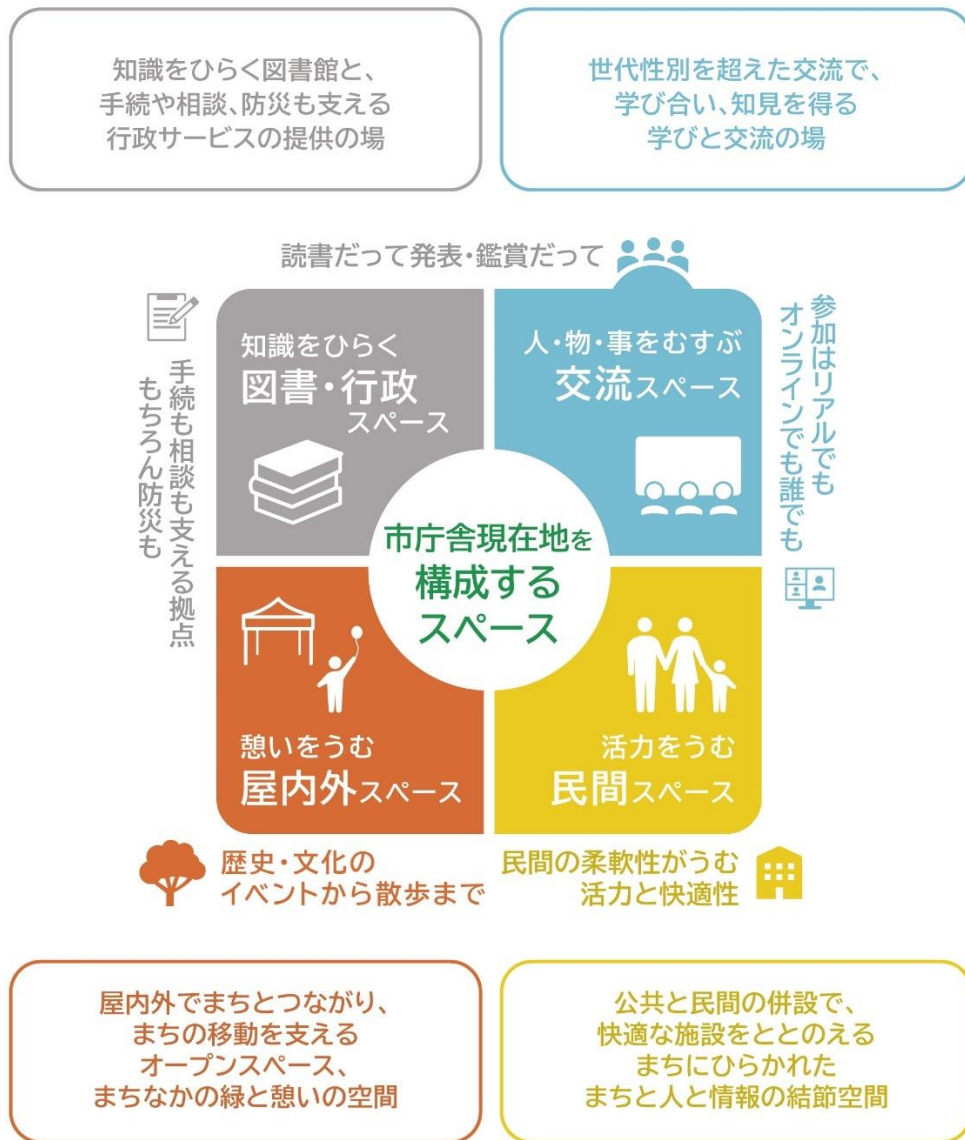 知識をひらく図書館と、
手続や相談、防災も支える
行政サービスの提供の場
世代性別を超えた交流で、
学び合い、知見を得る
学びと交流の場
読書だって発表・鑑賞だって
手続も相談も支える拠点
もちろん防災も
知識をひらく
図書・行政
スペース
人・物・事をむすぶ
交流スペース
参加はリアルでも
オンラインでも誰でも
市庁舎現在地を
構成する
スペース
憩いをうむ
屋内外スペース
活力をうむ
民間スペース
歴史・文化の
イベントから散歩まで
民間の柔軟性がうむ
活力と快適性
屋内外でまちとつながり、
まちの移動を支える
オープンスペース、
まちなかの緑と憩いの空間
公共と民間の併設で、
快適な施設をととのえる
まちにひらかれた
まちと人と情報の結節空間